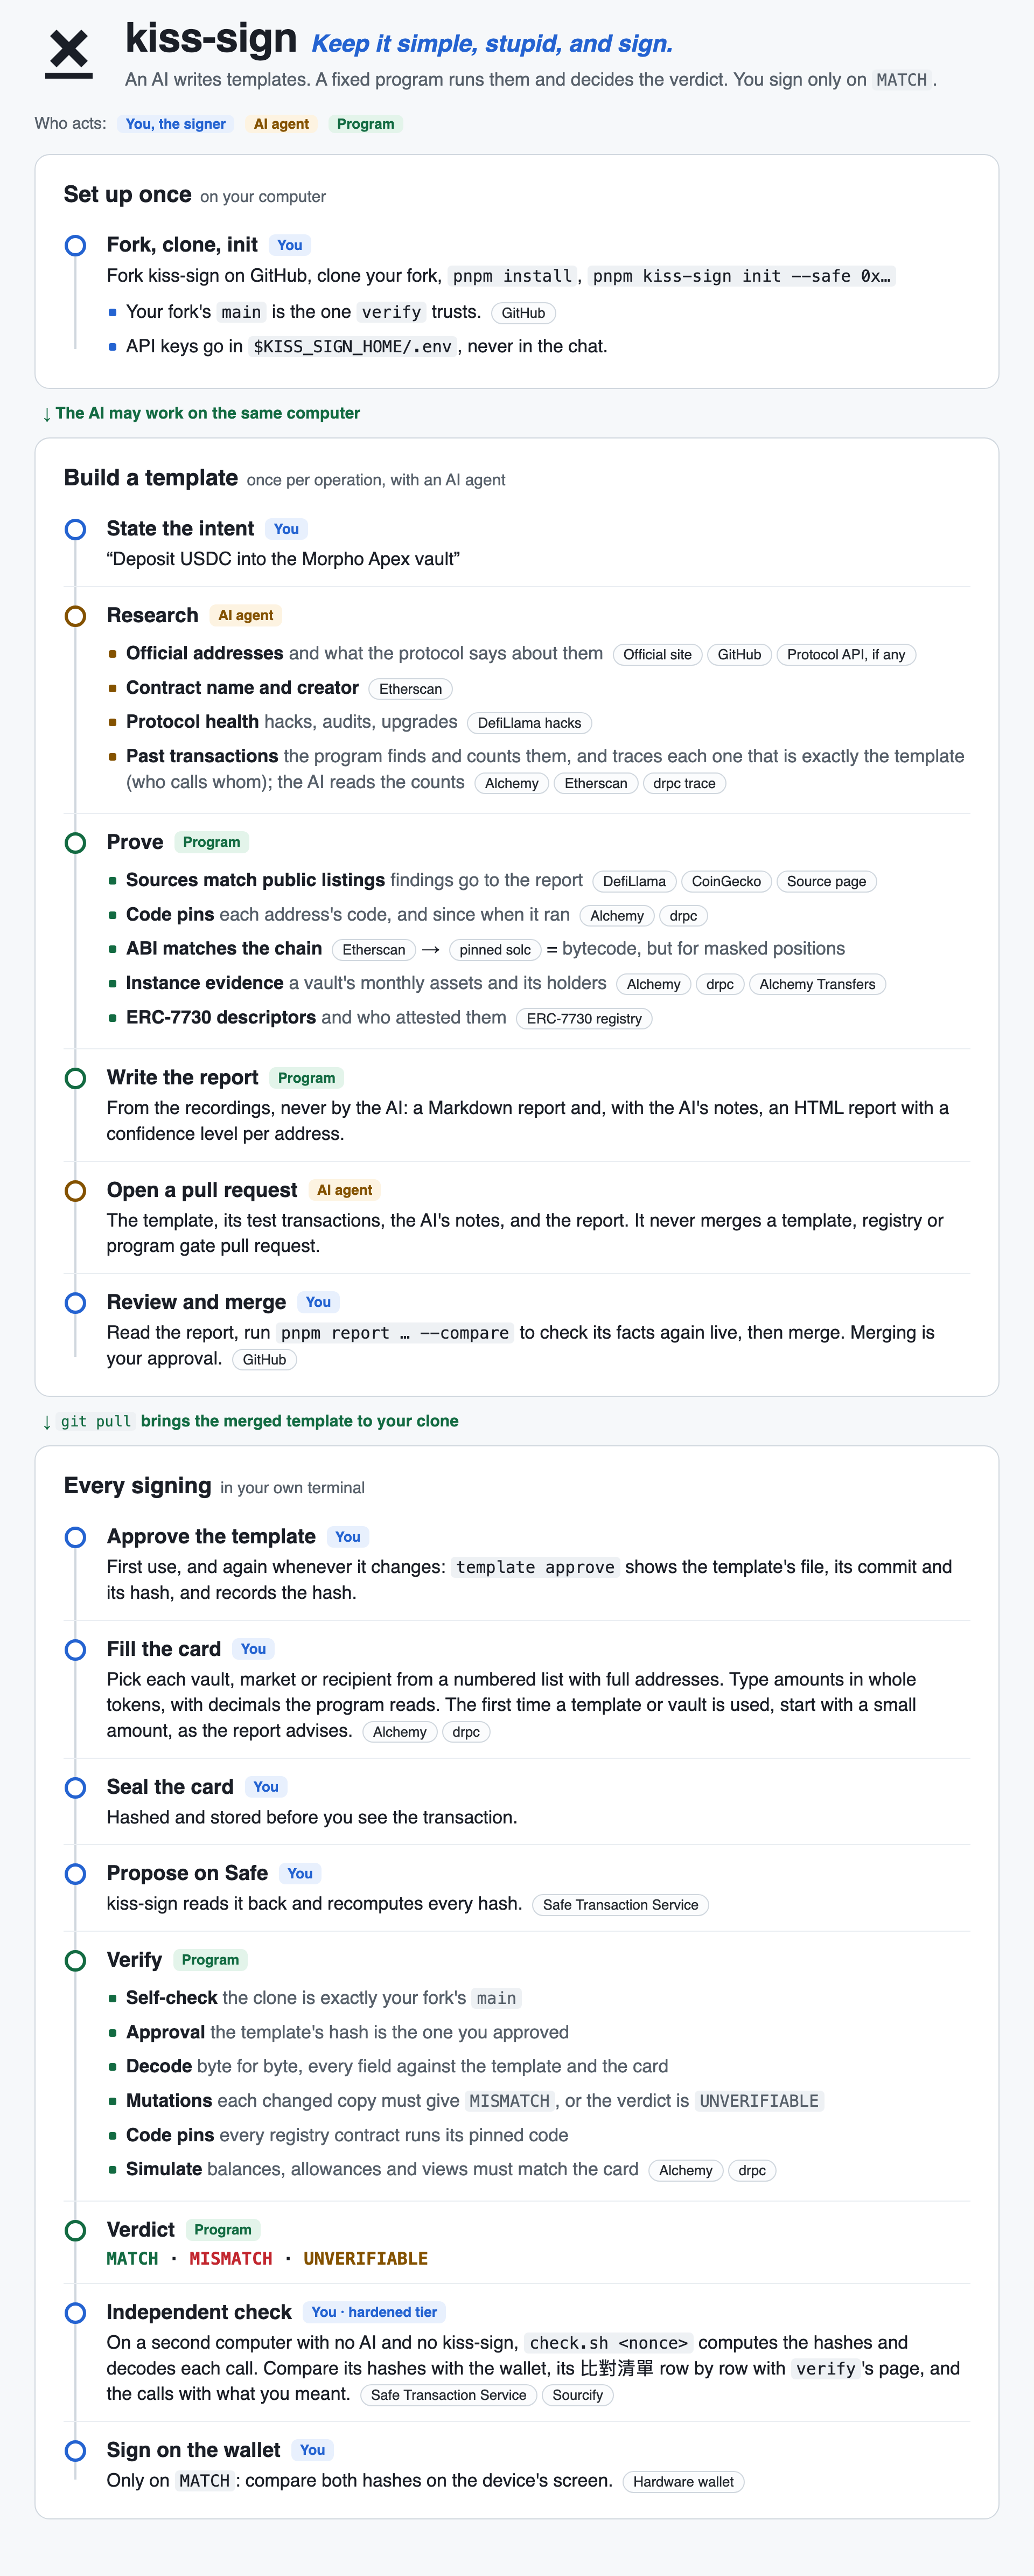 kiss-sign Keep it simple, stupid, and sign.
An AI writes templates. A fixed program runs them and decides the verdict. You sign only on MATCH.
Who acts: You, the signer AI agent Program
Set up once on your computer
Fork, clone, init You
Fork kiss-sign on GitHub, clone your fork, pnpm install, pnpm kiss-sign init --safe 0x…
Your fork's main is the one verify trusts. GitHub
API keys go in $KISS_SIGN_HOME/.env, never in the chat.
↓ The AI may work on the same computer
Build a template once per operation, with an AI agent
State the intent You
“Deposit USDC into the Morpho Apex vault”
Research AI agent
Official addresses and what the protocol says about them Official site GitHub Protocol API, if any
Contract name and creator Etherscan
Protocol health hacks, audits, upgrades DefiLlama hacks
Past transactions the program finds and counts them, and traces each one that is exactly the template
(who calls whom); the AI reads the counts Alchemy Etherscan drpc trace
Prove Program
Sources match public listings findings go to the report DefiLlama CoinGecko Source page
Code pins each address's code, and since when it ran Alchemy drpc
ABI matches the chain Etherscan → pinned solc = bytecode, but for masked positions
Instance evidence a vault's monthly assets and its holders Alchemy drpc Alchemy Transfers
ERC-7730 descriptors and who attested them ERC-7730 registry
Write the report Program
From the recordings, never by the AI: a Markdown report and, with the AI's notes, an HTML report with a
confidence level per address.
Open a pull request AI agent
The template, its test transactions, the AI's notes, and the report. It never merges a template, registry or
program gate pull request.
Review and merge You
Read the report, run pnpm report … --compare to check its facts again live, then merge. Merging is
your approval. GitHub
↓ git pull brings the merged template to your clone
Every signing in your own terminal
Approve the template You
First use, and again whenever it changes: template approve shows the template's file, its commit and
its hash, and records the hash.
Fill the card You
Pick each vault, market or recipient from a numbered list with full addresses. Type amounts in whole
tokens, with decimals the program reads. The first time a template or vault is used, start with a small
amount, as the report advises. Alchemy drpc
Seal the card You
Hashed and stored before you see the transaction.
Propose on Safe You
kiss-sign reads it back and recomputes every hash. Safe Transaction Service
Verify Program
Self-check the clone is exactly your fork's main
Approval the template's hash is the one you approved
Decode byte for byte, every field against the template and the card
Mutations each changed copy must give MISMATCH, or the verdict is UNVERIFIABLE
Code pins every registry contract runs its pinned code
Simulate balances, allowances and views must match the card Alchemy drpc
Verdict Program
MATCH · MISMATCH · UNVERIFIABLE
Independent check You · hardened tier
On a second computer with no AI and no kiss-sign, check.sh <nonce> computes the hashes and
decodes each call. Compare its hashes with the wallet, its 比對清單 row by row with verify's page, and
the calls with what you meant. Safe Transaction Service Sourcify
Sign on the wallet You
Only on MATCH: compare both hashes on the device's screen. Hardware wallet